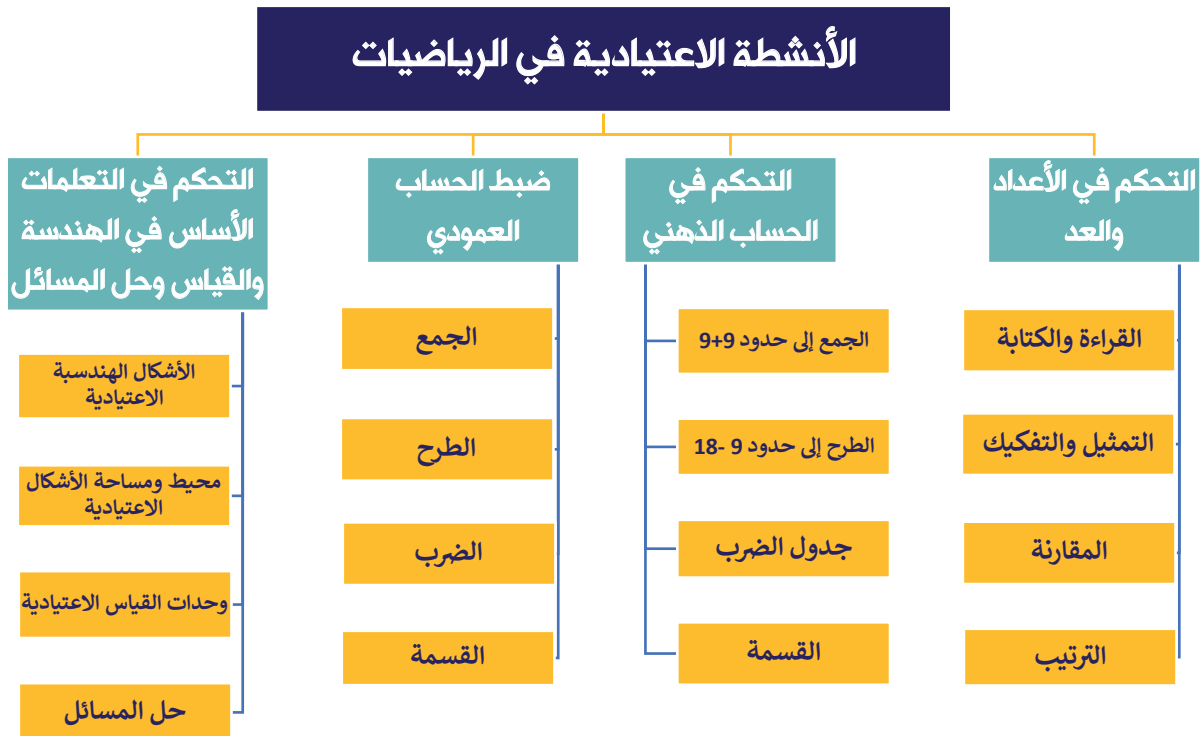 الأنشطة الاعتيادية في الرياضيات
التحكم في الأعداد
والعد
القراءة والكتابة
التمثيل والتفكيك
المقارنة
الترتيب
التحكم في
الحساب الذهني
الجمع إلى حدود 9+9
الطرح إلى حدود 9 -18
جدول الضرب
القسمة
ضبط الحساب
العمودي
الجمع
الطرح
الضرب
القسمة
التحكم في التعلمات
الأساس في الهندسة
والقياس وحل المسائل
الأشكال الهندسبة
الاعتيادية
محيط ومساحة الأشكال
الاعتيادية
وحدات القياس الاعتيادية
حل المسائل